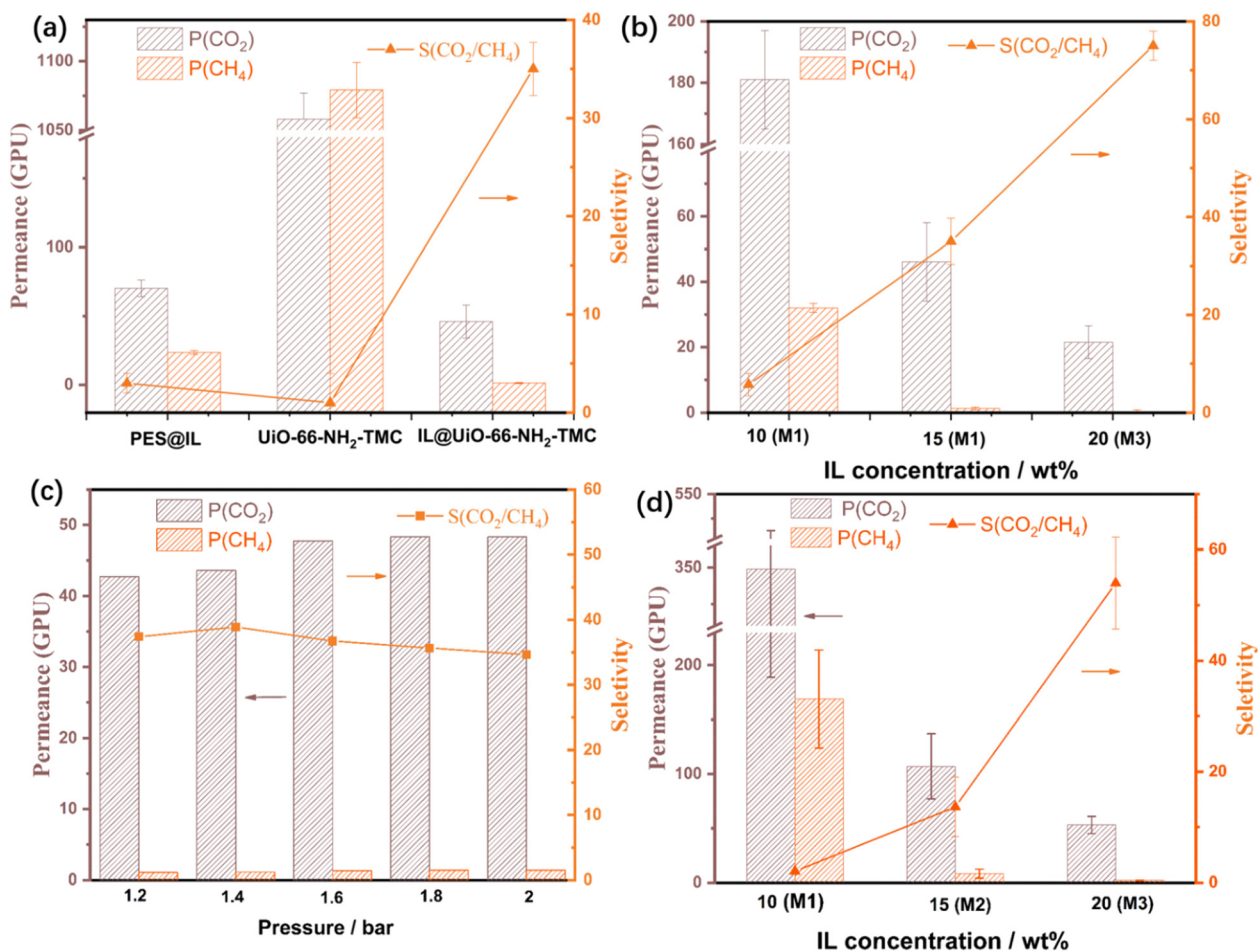 (a)
P(CO2)
P(CH4)
S(CO2/CH4)
Permeance (GPU)
1100
1050
100
0
Seletivity
40
30
20
10
0
PES@IL
UiO-66-NH2-TMC
IL@UiO-66-NH2-TMC
(b)
P(CO2)
P(CH4)
S(CO2/CH4)
Permeance (GPU)
200
180
160
60
40
20
0
Seletivity
80
60
40
20
0
10 (M1)
15 (M1)
20 (M3)
IL concentration / wt%
(c)
P(CO2)
P(CH4)
S(CO2/CH4)
Permeance (GPU)
50
40
30
20
10
0
Seletivity
60
50
40
30
20
10
0
1.2
1.4
1.6
1.8
2
Pressure / bar
(d)
P(CO2)
P(CH4)
S(CO2/CH4)
Permeance (GPU)
550
350
200
100
0
Seletivity
60
40
20
0
10 (M1)
15 (M2)
20 (M3)
IL concentration / wt%